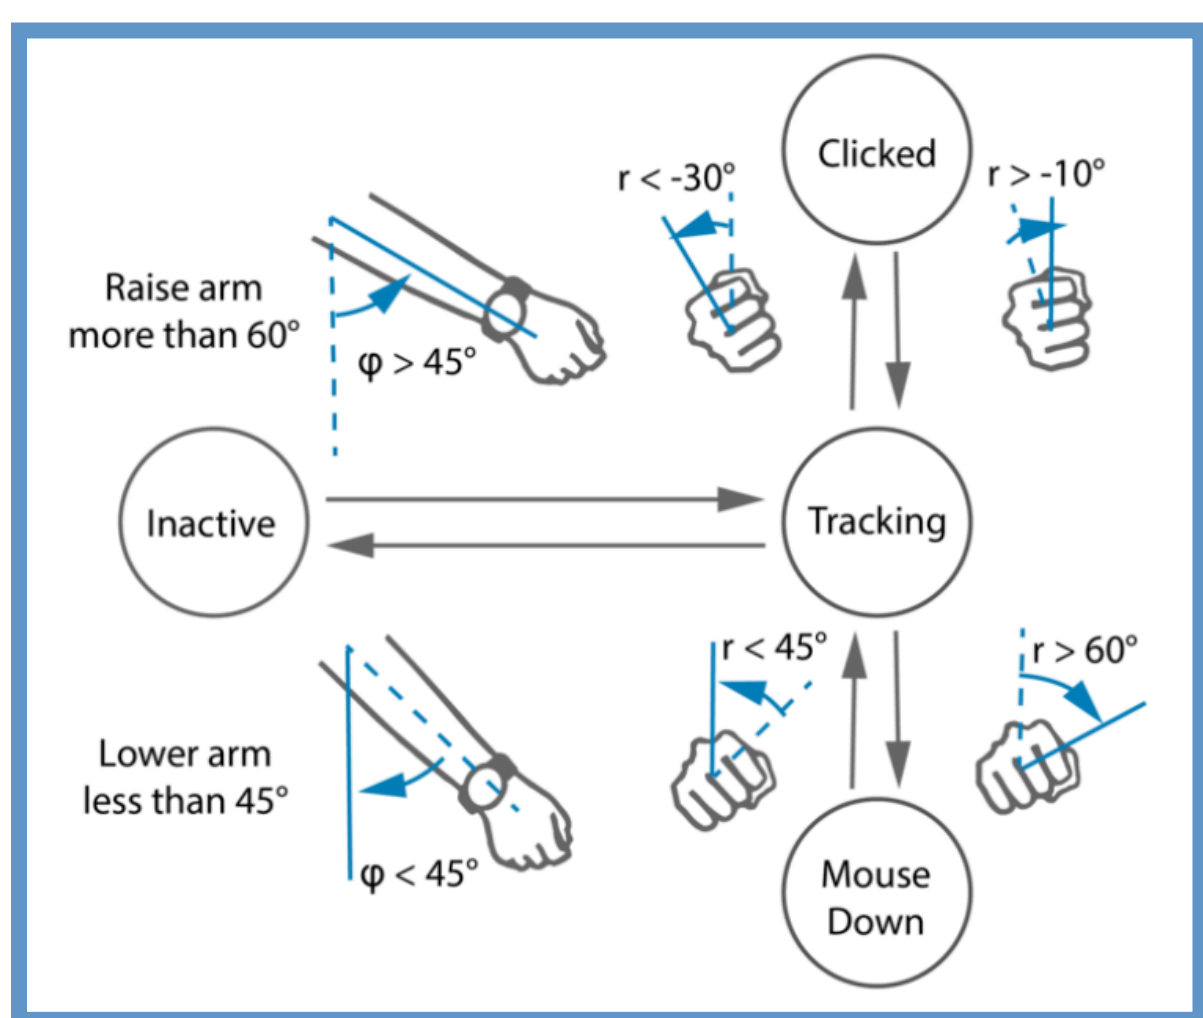 Clicked
r < -30°
r > -10°
Raise arm
more than 60°
φ > 45°
Inactive
Tracking
r < 45°
r > 60°
Lower arm
less than 45°
φ < 45°
Mouse
Down